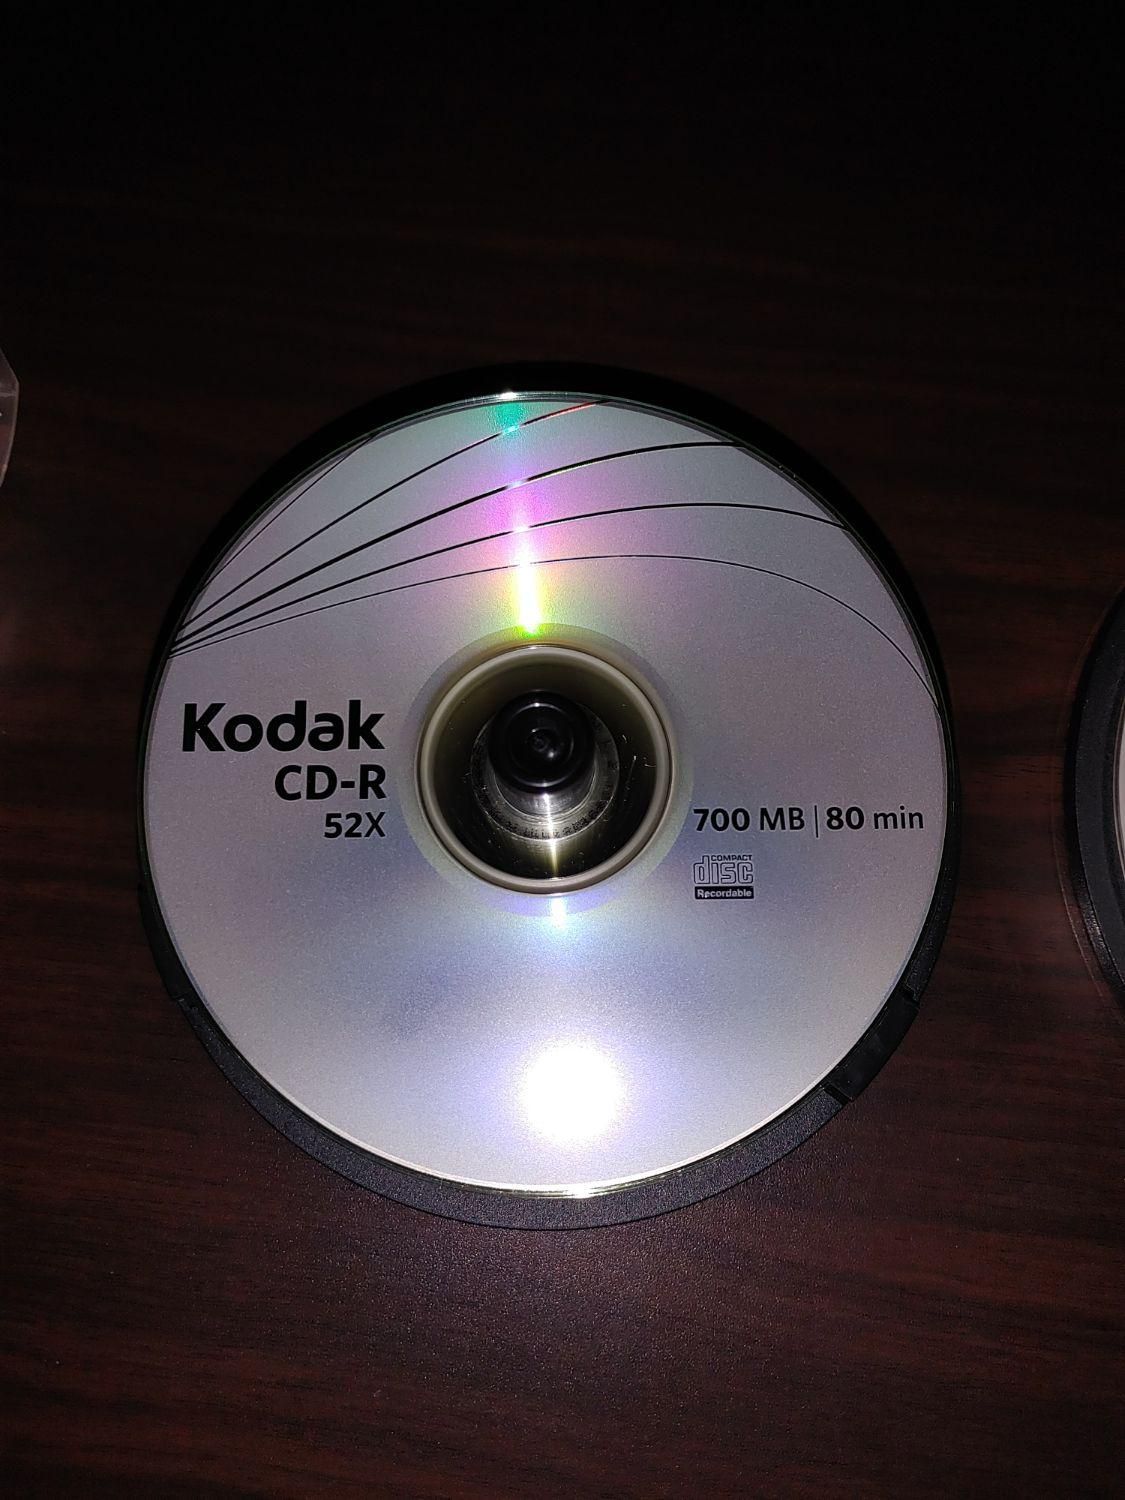 Kodak
CD-R
52X
700 MB | 80 min
COMPACT
disc
Recordable